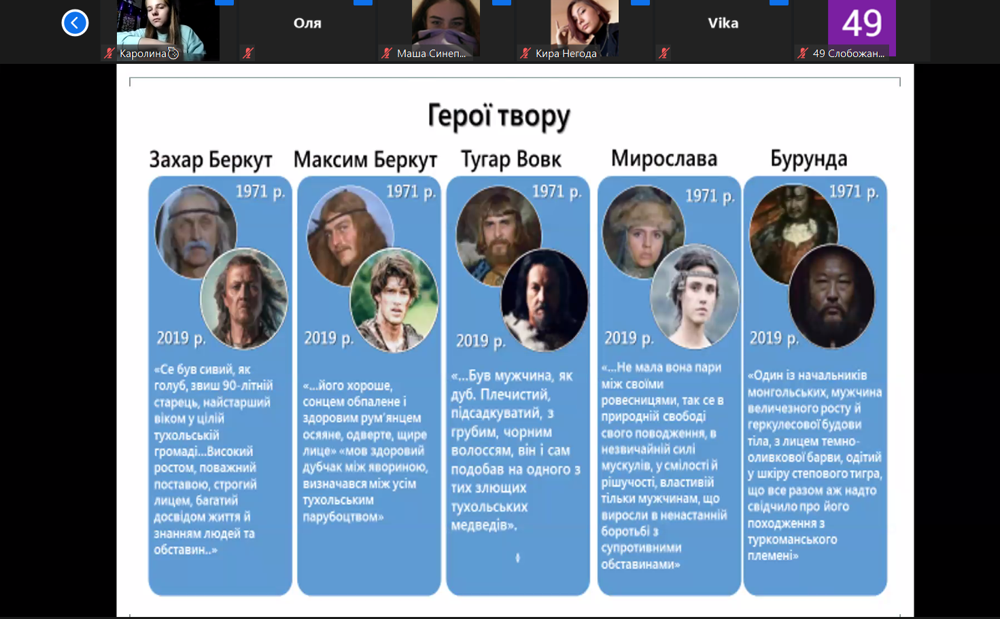 Оля
Vika
49
Каролина
Маша Синеп...
Кира Негода
49 Слобожан...
Герої твору
Захар Беркут
1971 р.
2019 р.
«Се був сивий, як
голуб, звиш 90-літній
старець, найстарший
віком у цілій
тухольській
громаді...Високий
ростом, поважний
поставою, строгий
лицем, багатий
досвідом життя й
знанням людей та
обставин..»
Максим Беркут
1971 р.
2019 р.
«...його хороше,
сонцем обпалене і
здоровим рум'янцем
осяяне, одверте, щире
лице» «мов здоровий
дубчак між явориною,
визначався між усім
тухольським
парубоцтвом»
Тугар Вовк
1971 р.
2019 р.
«...Був мужчина, як
дуб. Плечистий,
підсадкуватий, з
грубим, чорним
волоссям, він і сам
подобав на одного з
тих злющих
тухольських
медведів».
Мирослава
1971 р.
2019 р.
«...Не мала вона пари
між своїми
ровесницями, так се в
природній свободі
свого поводження, в
незвичайній силі
мускулів, у смілості й
рішучості, властивій
тільки мужчинам, що
виросли в ненастанній
боротьбі з
супротивними
обставинами»
Бурунда
1971 р.
2019 р.
«Один із начальників
монгольських, мужчина
величезного росту й
геркулесової будови
тіла, з лицем темно-
оливкової барви, одітий
у шкіру степового тигра,
що все разом аж надто
свідчило про його
походження з
туркоманського
племені»